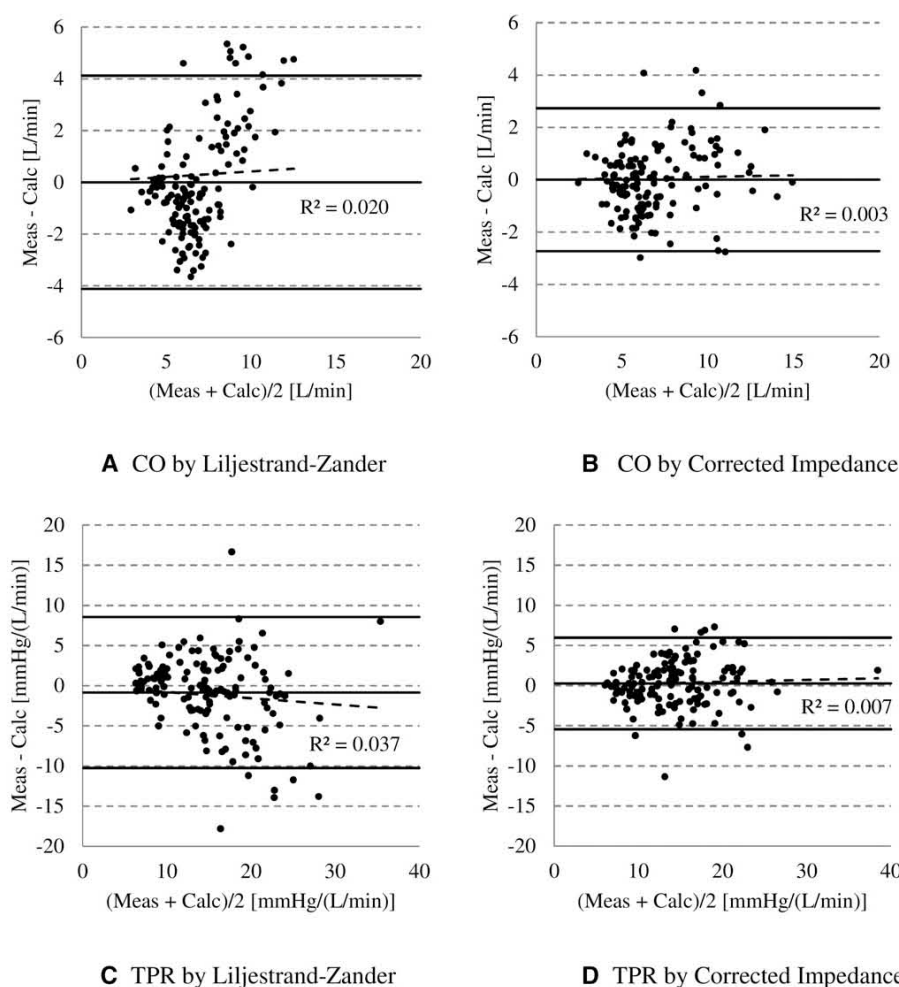 6
4
2
0
-2
-4
-6
Meas - Calc [L/min]
R² = 0.020
0 5 10 15 20
(Meas + Calc)/2 [L/min]
A CO by Liljestrand-Zander
6
4
2
0
-2
-4
-6
Meas - Calc [L/min]
R² = 0.003
0 5 10 15 20
(Meas + Calc)/2 [L/min]
B CO by Corrected Impedance
20
15
10
5
0
-5
-10
-15
-20
Meas - Calc [mmHg/(L/min)]
R² = 0.037
0 10 20 30 40
(Meas + Calc)/2 [mmHg/(L/min)]
C TPR by Liljestrand-Zander
20
15
10
5
0
-5
-10
-15
-20
Meas - Calc [mmHg/(L/min)]
R² = 0.007
0 10 20 30 40
(Meas + Calc)/2 [mmHg/(L/min)]
D TPR by Corrected Impedance